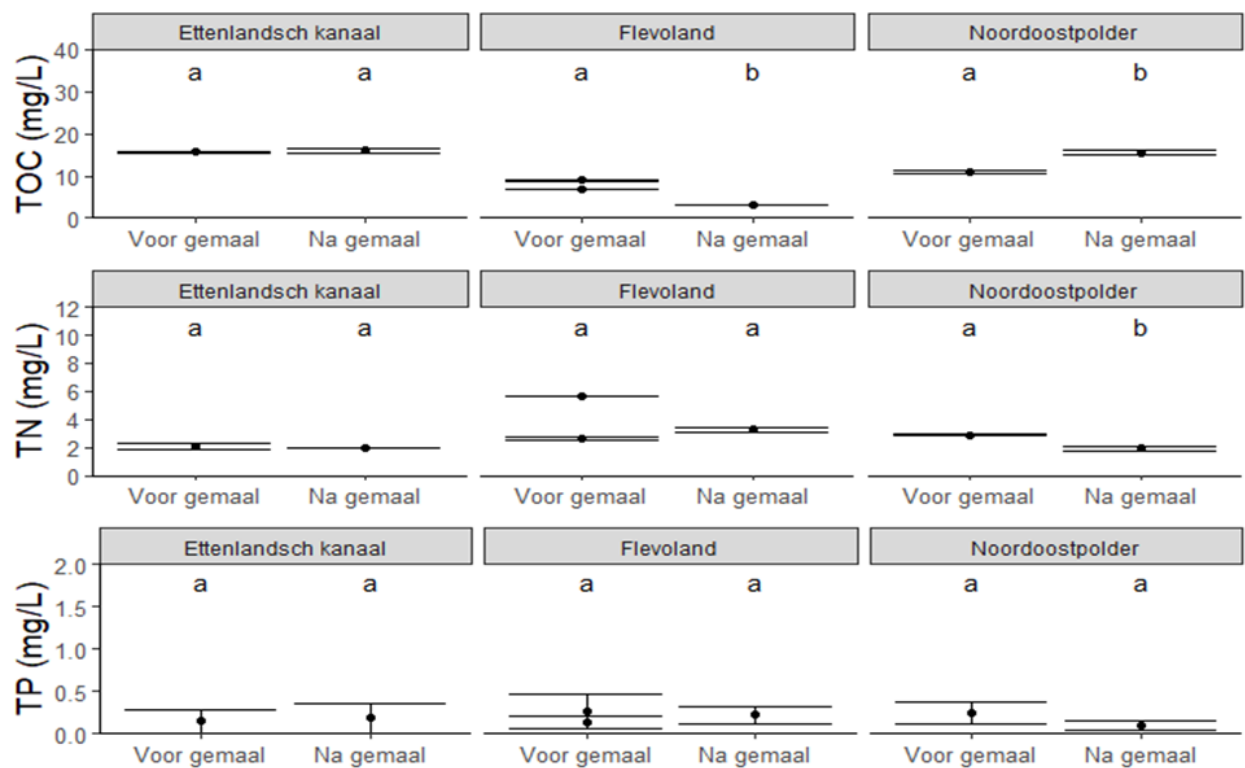 Ettenlandsch kanaal Flevoland Noordoostpolder
TOC (mg/L)
40
30
20
10
0
a a a b a b
Voor gemaal Na gemaal Voor gemaal Na gemaal Voor gemaal Na gemaal
Ettenlandsch kanaal Flevoland Noordoostpolder
TN (mg/L)
12
10
8
6
4
2
0
a a a a a b
Voor gemaal Na gemaal Voor gemaal Na gemaal Voor gemaal Na gemaal
Ettenlandsch kanaal Flevoland Noordoostpolder
TP (mg/L)
2.0
1.5
1.0
0.5
0.0
a a a a a a
Voor gemaal Na gemaal Voor gemaal Na gemaal Voor gemaal Na gemaal